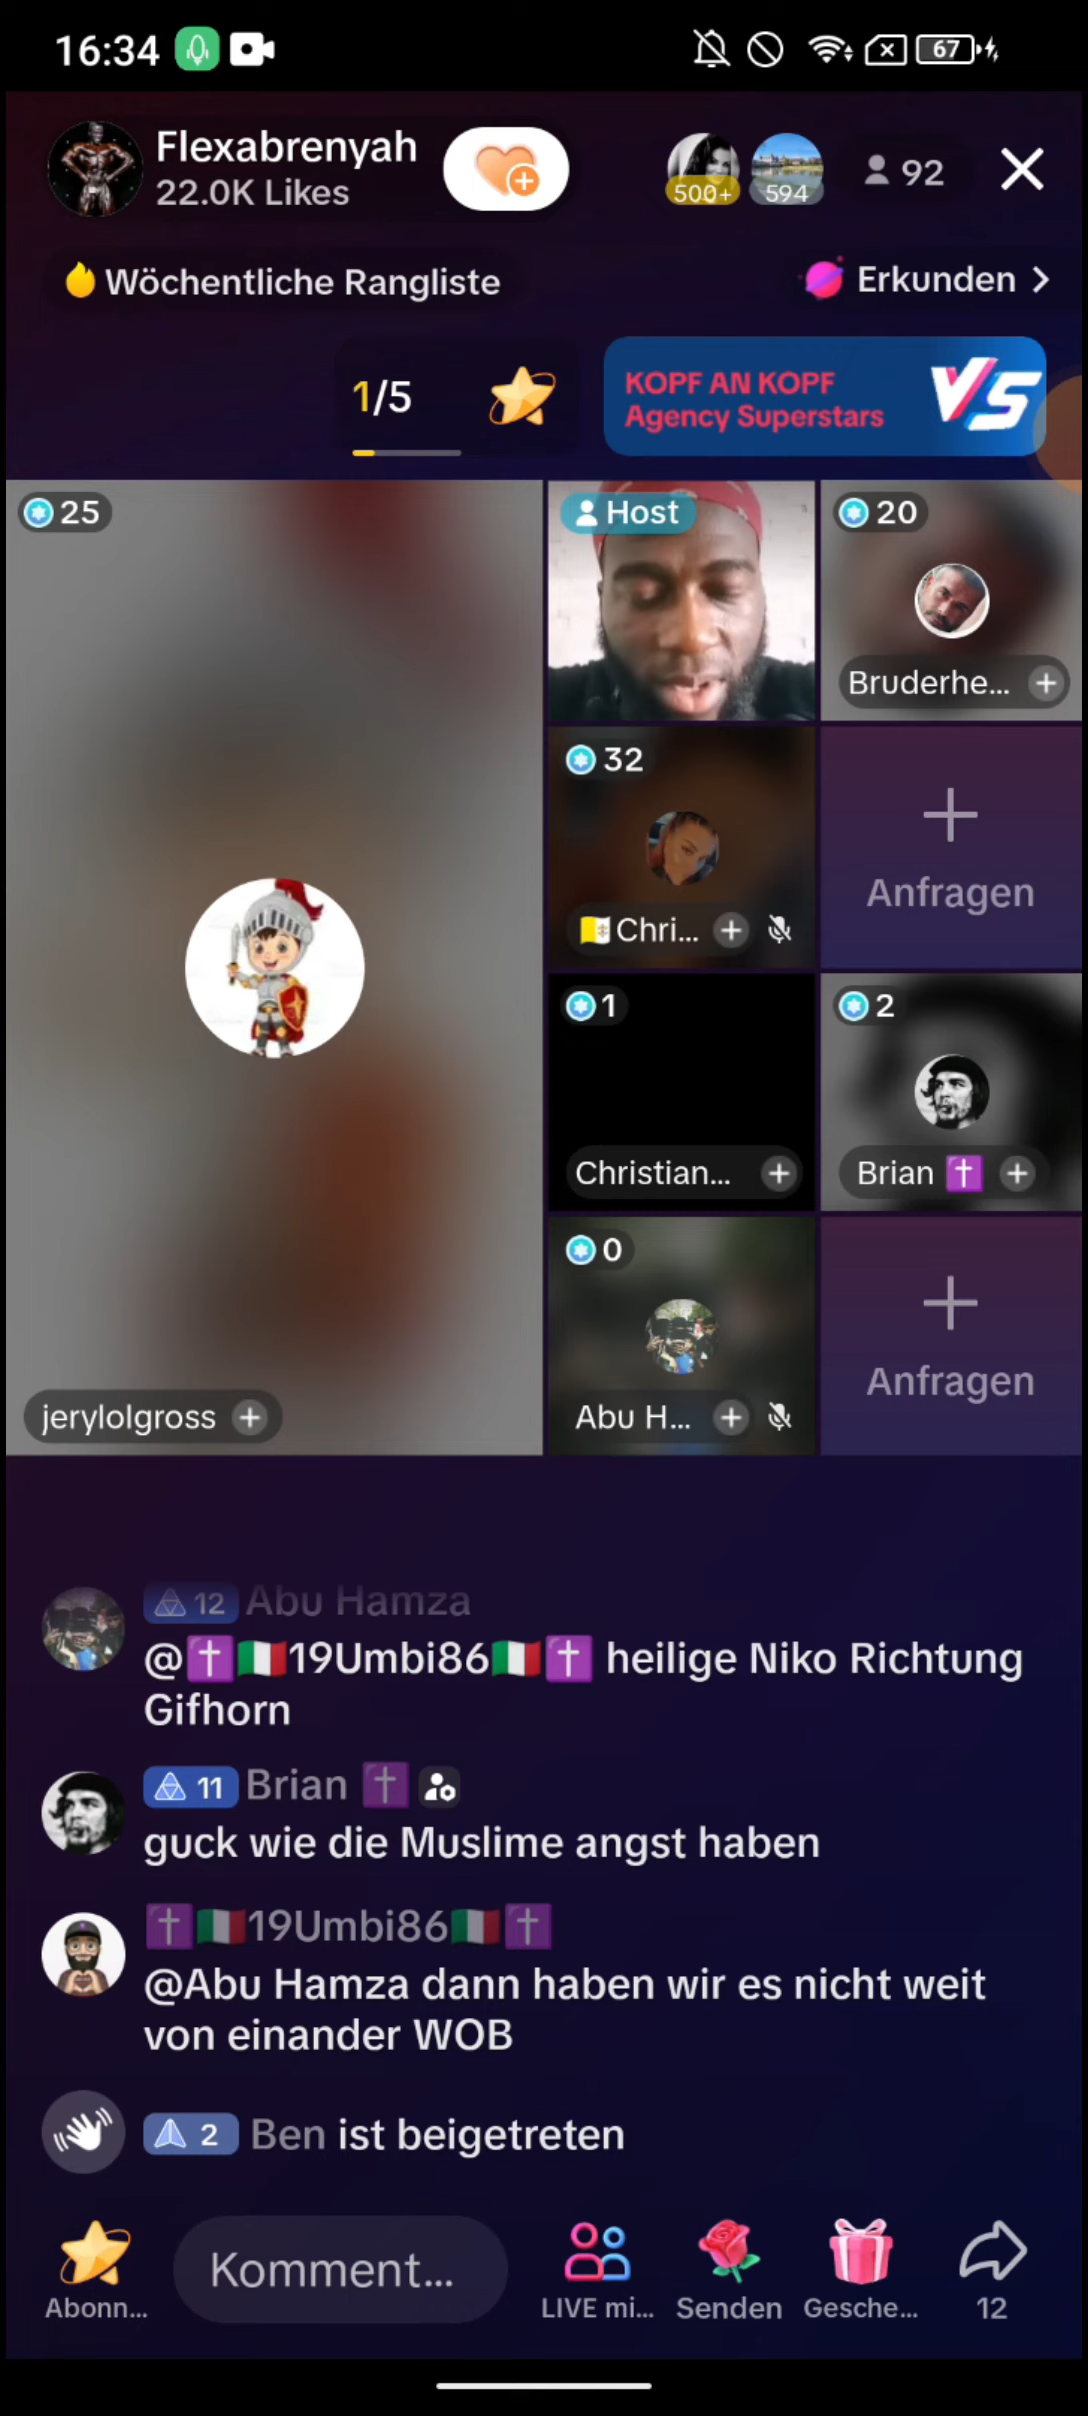 16:34
67
Flexabrenyah
22.0K Likes
500+
594
92
Wöchentliche Rangliste
Erkunden >
1/5
KOPF AN KOPF
Agency Superstars
VS
25
Host
20
Bruderhe...
32
Chri...
Anfragen
1
2
Christian...
Brian ✝️
0
Abu H...
Anfragen
jerylolgross
12 Abu Hamza
@✝️🇮🇹19Umbi86🇮🇹✝️ heilige Niko Richtung
Gifhorn
11 Brian ✝️
guck wie die Muslime angst haben
✝️🇮🇹19Umbi86🇮🇹✝️
@Abu Hamza dann haben wir es nicht weit
von einander WOB
2 Ben ist beigetreten
Komment...
Abonn...
LIVE mi...
Senden
Gesche...
12